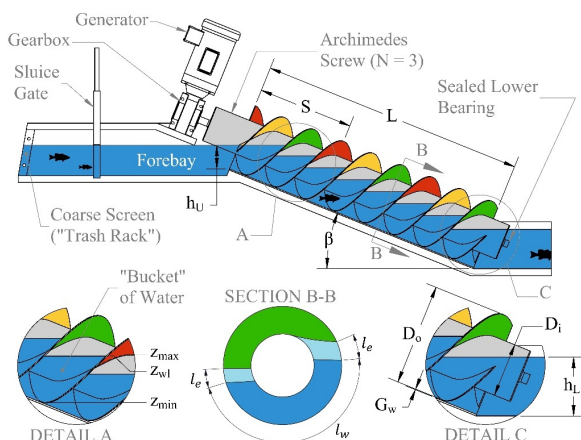 Generator
Gearbox
Sluice
Gate
Archimedes
Screw (N = 3)
Sealed Lower
Bearing
S
L
B
Forebay
h_U
Coarse Screen
("Trash Rack")
A
β
B
C
"Bucket"
of Water
SECTION B-B
z_max
z_wl
z_min
l_e
l_e
l_w
D_o
D_i
G_w
h_L
DETAIL A
DETAIL C